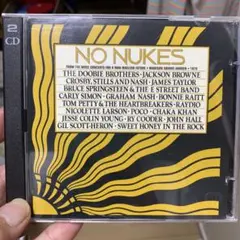 2 CD
NO NUKES
FROM THE MUSE CONCERTS FOR A NON-NUCLEAR FUTURE • MADISON SQUARE GARDEN • 1979
THE DOOBIE BROTHERS • JACKSON BROWNE
CROSBY, STILLS AND NASH • JAMES TAYLOR
BRUCE SPRINGSTEEN & THE E STREET BAND
CARLY SIMON • GRAHAM NASH • BONNIE RAITT
TOM PETTY & THE HEARTBREAKERS • RAYDIO
NICOLETTE LARSON • POCO • CHAKA KHAN
JESSE COLIN YOUNG • RY COODER • JOHN HALL
GIL SCOTT-HERON • SWEET HONEY IN THE ROCK